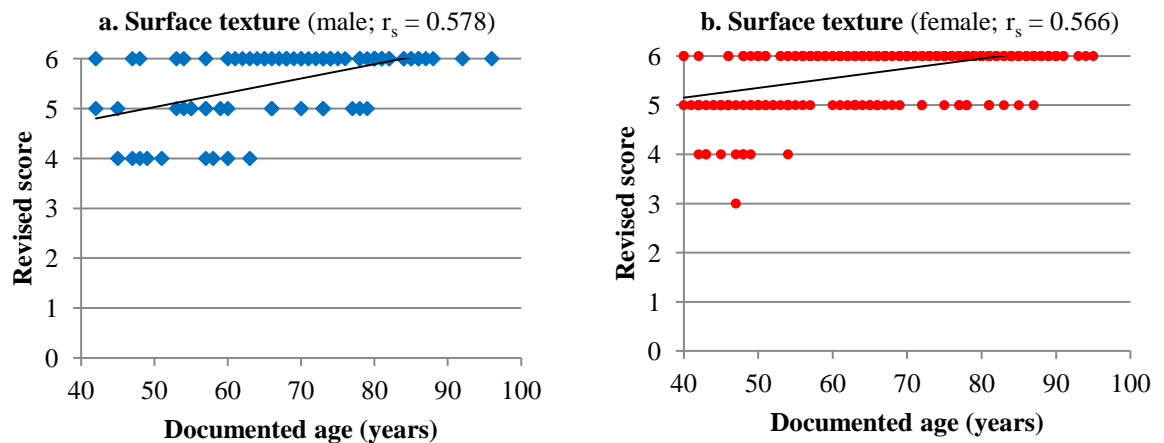 a. Surface texture (male; rs = 0.578)
6
5
4
3
2
1
0
Revised score
40 50 60 70 80 90 100
Documented age (years)
b. Surface texture (female; rs = 0.566)
6
5
4
3
2
1
0
Revised score
40 50 60 70 80 90 100
Documented age (years)